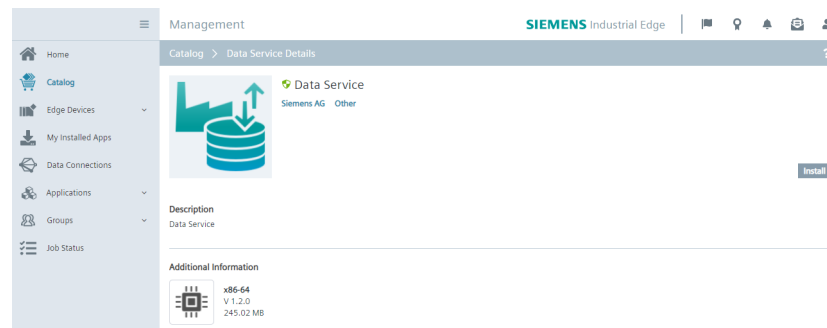 Management
SIEMENS Industrial Edge
Home
Catalog
Edge Devices
My Installed Apps
Data Connections
Applications
Groups
Job Status
Catalog > Data Service Details
?
Data Service
Siemens AG Other
Install
Description
Data Service
Additional Information
x86-64
V 1.2.0
245.02 MB